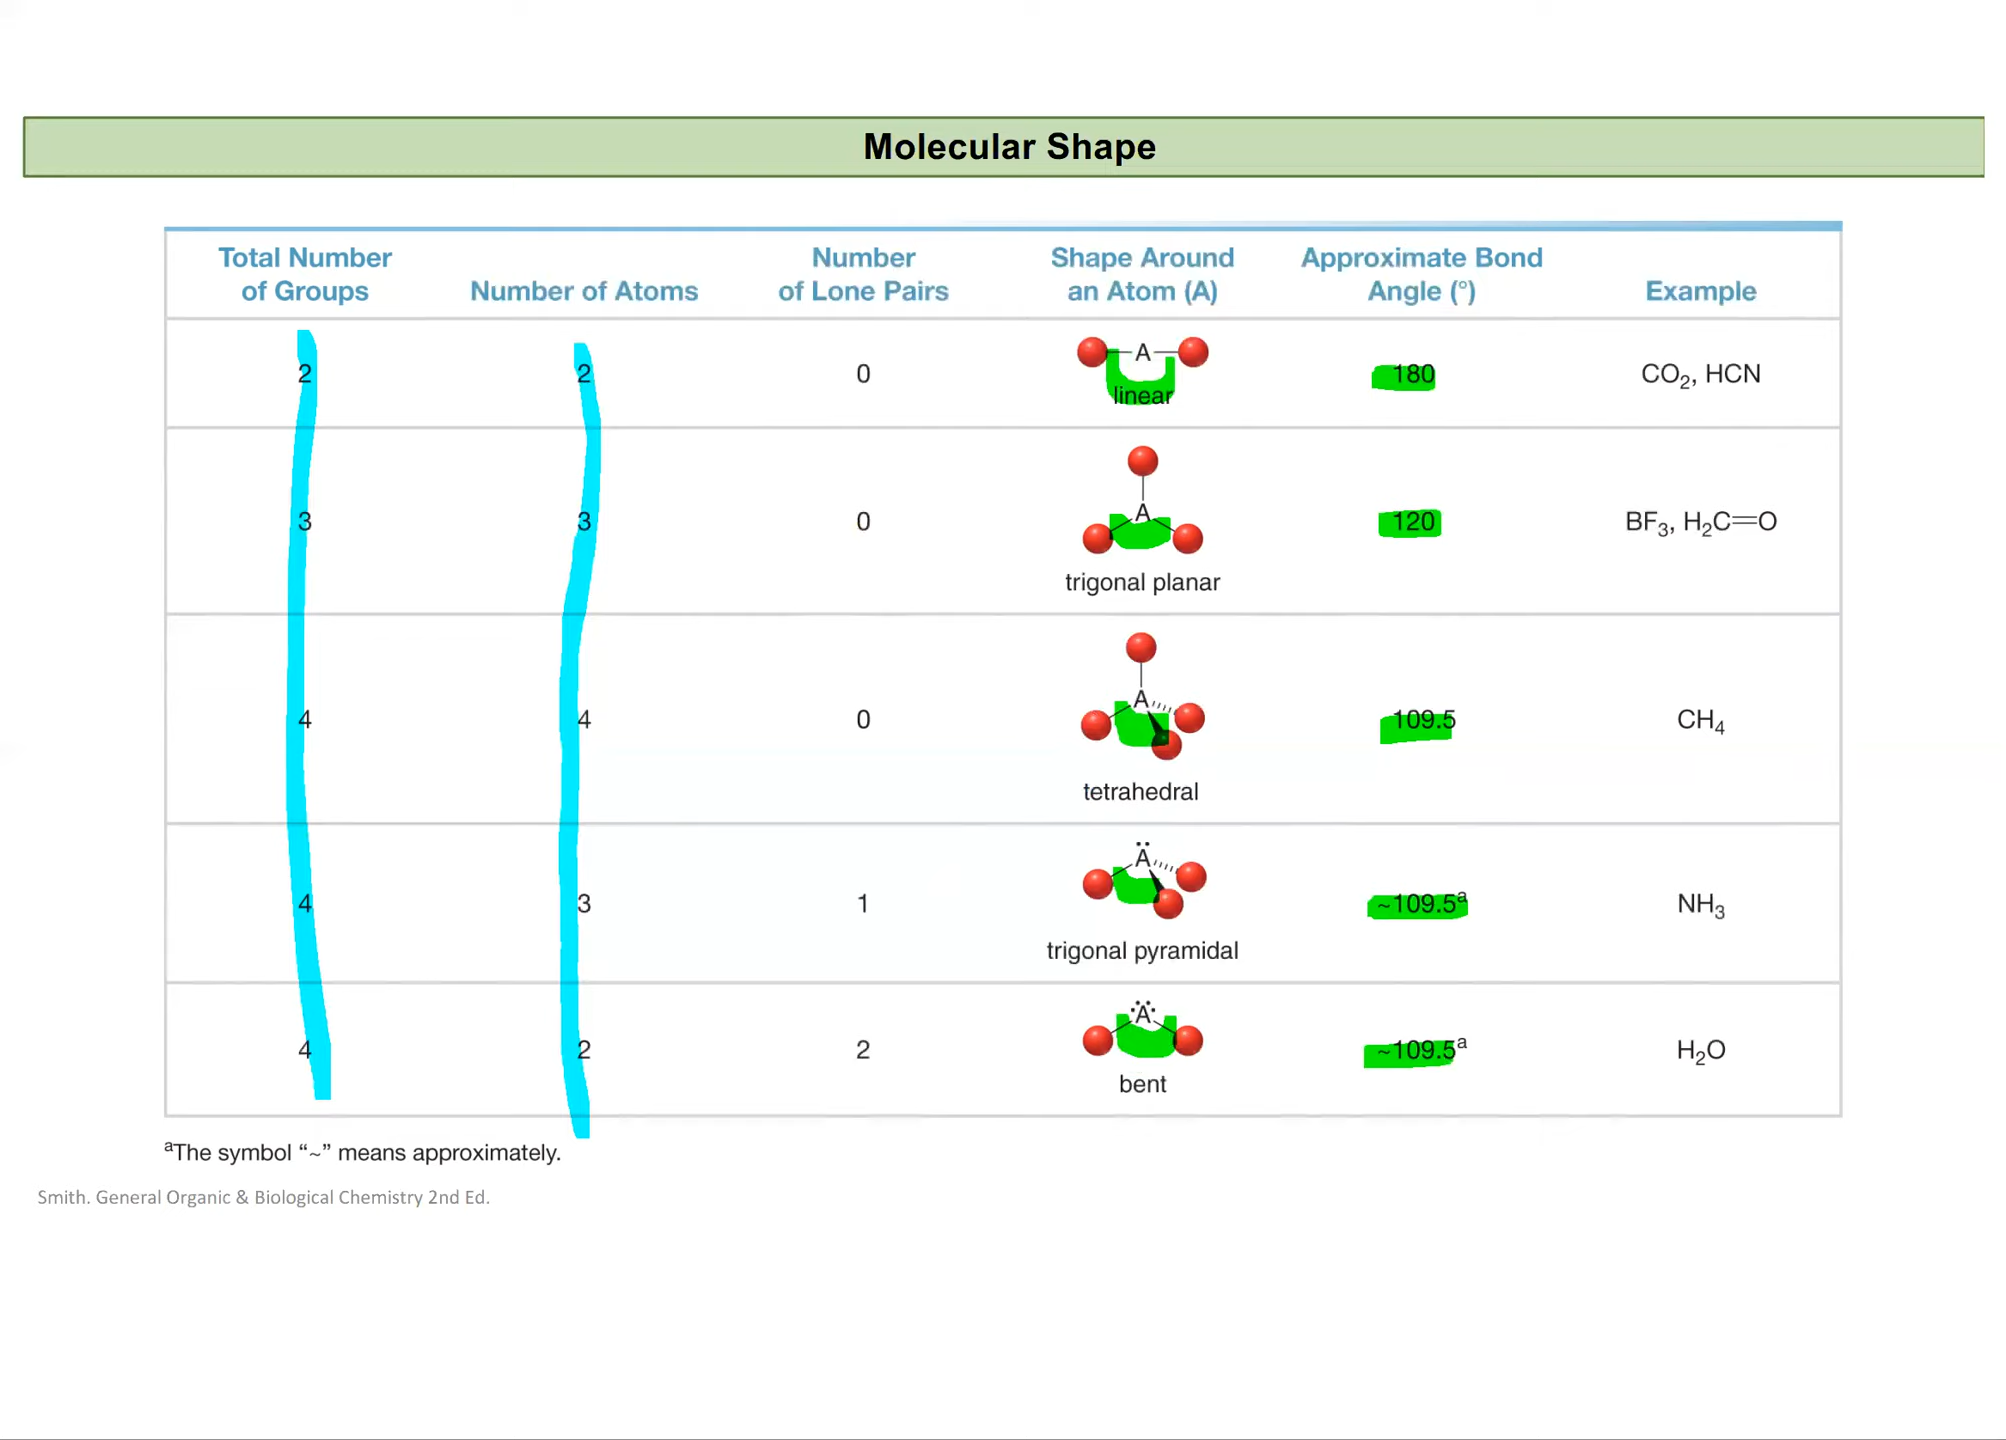 Molecular Shape
Total Number of Groups Number of Atoms Number of Lone Pairs Shape Around an Atom (A) Approximate Bond Angle (°) Example
2 2 0 A linear 180 CO₂, HCN
3 3 0 A trigonal planar 120 BF₃, H₂C=O
4 4 0 A tetrahedral 109.5 CH₄
4 3 1 A trigonal pyramidal ~109.5ᵃ NH₃
4 2 2 A bent ~109.5ᵃ H₂O
ᵃThe symbol “~” means approximately.
Smith. General Organic & Biological Chemistry 2nd Ed.